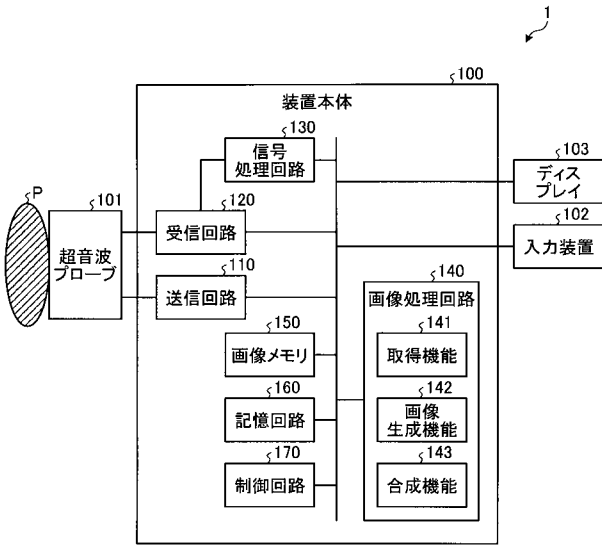 1
100
装置本体
130
信号
処理回路
103
ディス
プレイ
P
101
超音波
プローブ
120
受信回路
102
入力装置
110
送信回路
140
画像処理回路
150
画像メモリ
141
取得機能
160
記憶回路
142
画像
生成機能
170
制御回路
143
合成機能